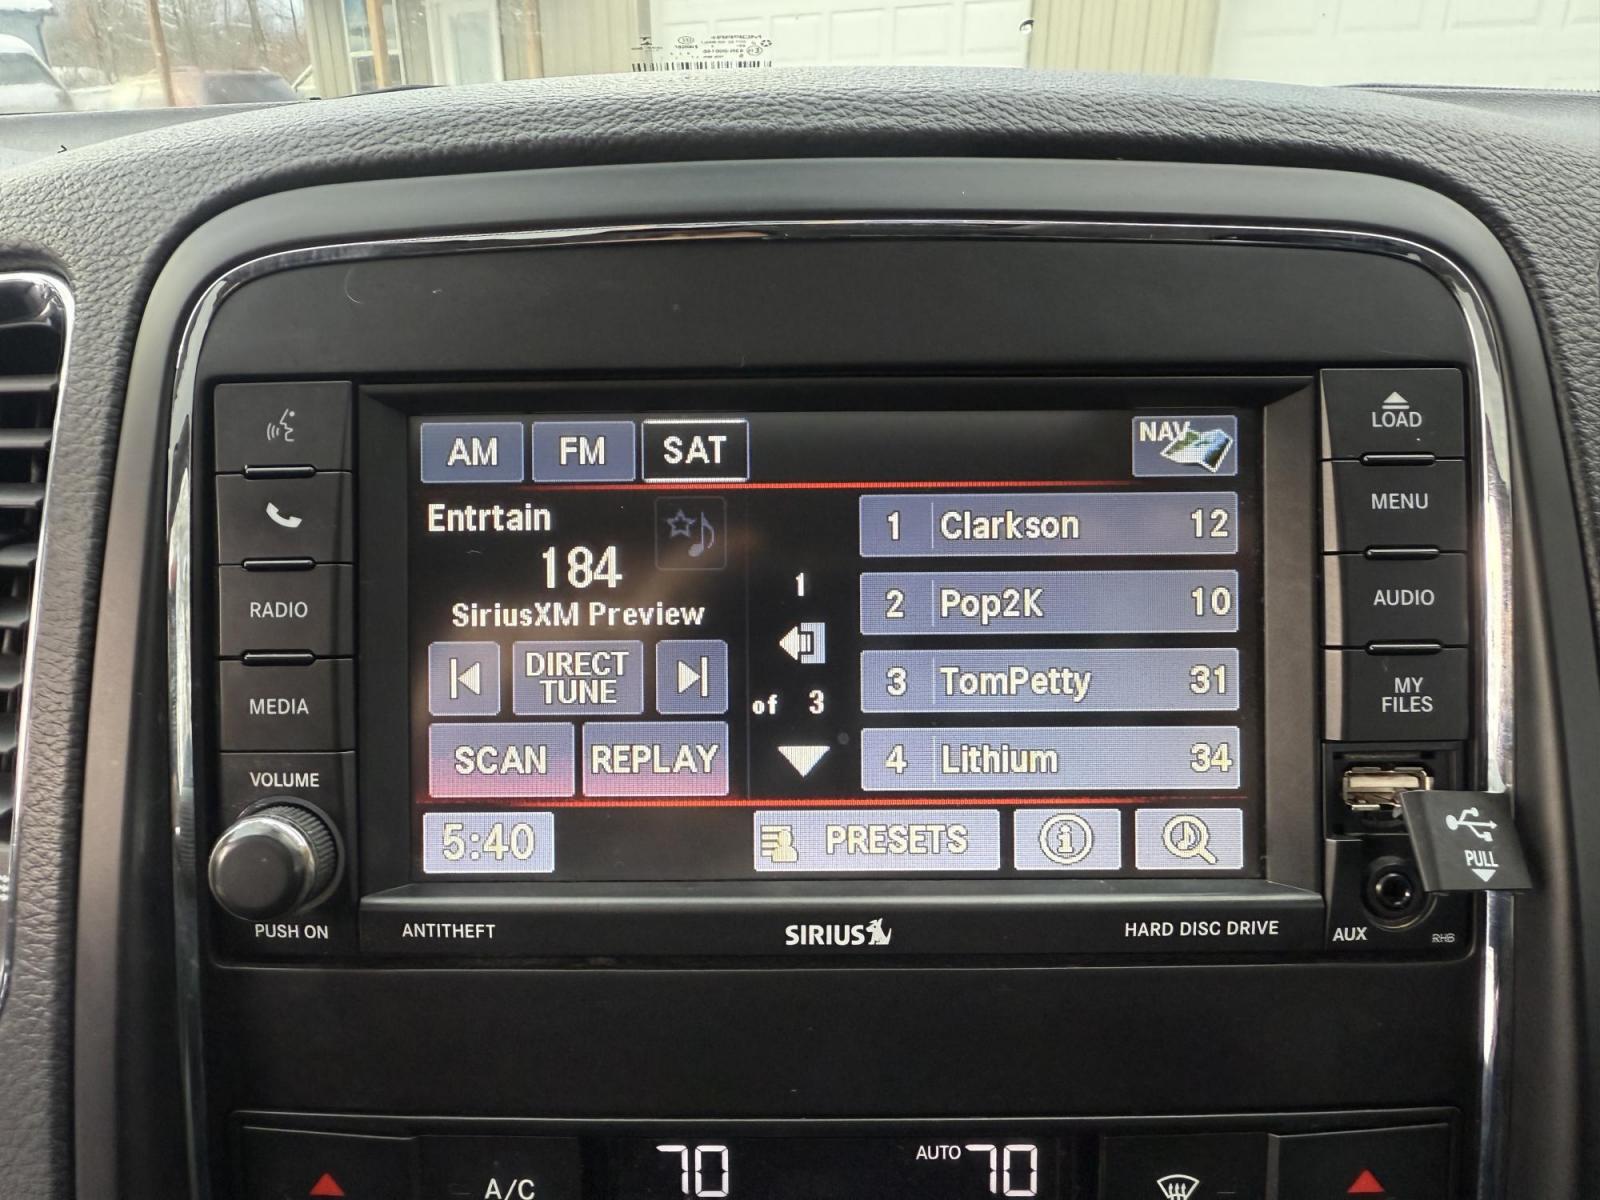 AM FM SAT NAV
Entrtain
184
SiriusXM Preview
DIRECT
TUNE
SCAN REPLAY
1
of 3
1 Clarkson 12
2 Pop2K 10
3 TomPetty 31
4 Lithium 34
5:40
PRESETS
i
RADIO
MEDIA
VOLUME
PUSH ON
LOAD
MENU
AUDIO
MY
FILES
PULL
AUX
RHB
ANTITHEFT
SIRIUS
HARD DISC DRIVE
A/C
70
AUTO 70